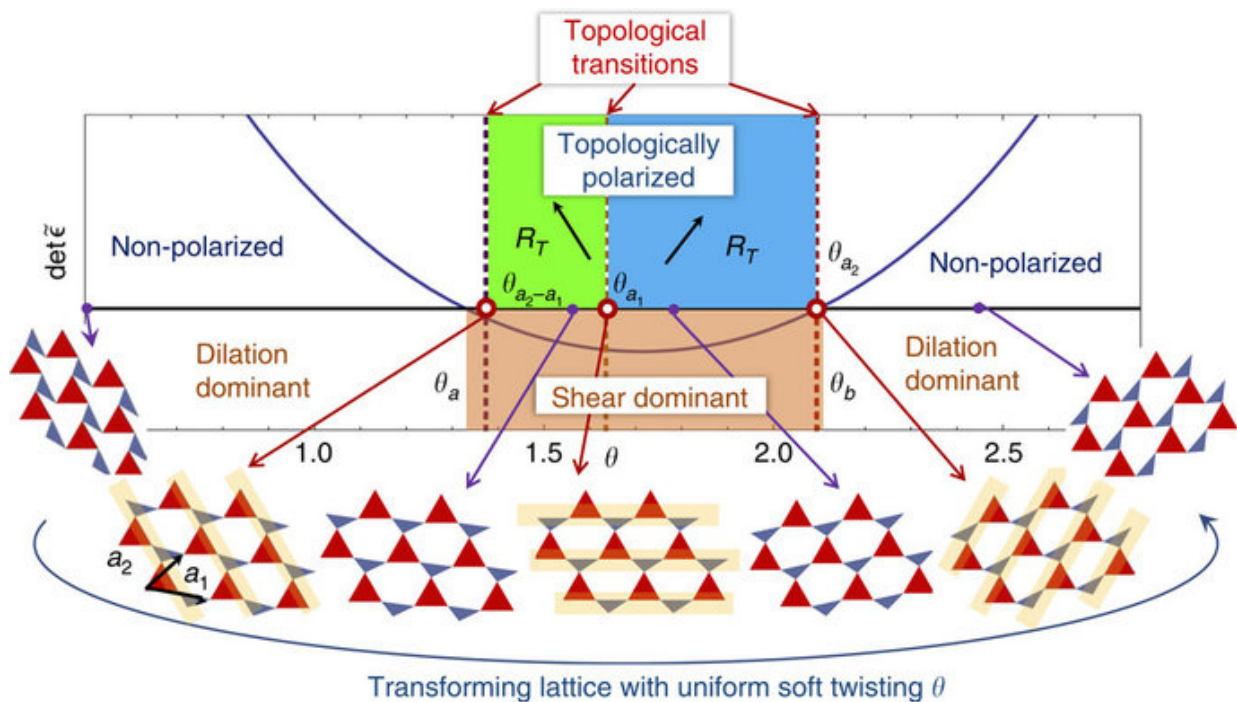 Topological
transitions
Topologically
polarized
Non-polarized
R_T
R_T
θ_{a_2}
Non-polarized
det ε̃
θ_{a_2–a_1}
θ_{a_1}
Dilation
dominant
θ_a
Shear dominant
θ_b
Dilation
dominant
1.0
1.5
θ
2.0
2.5
a_2
a_1
Transforming lattice with uniform soft twisting θ